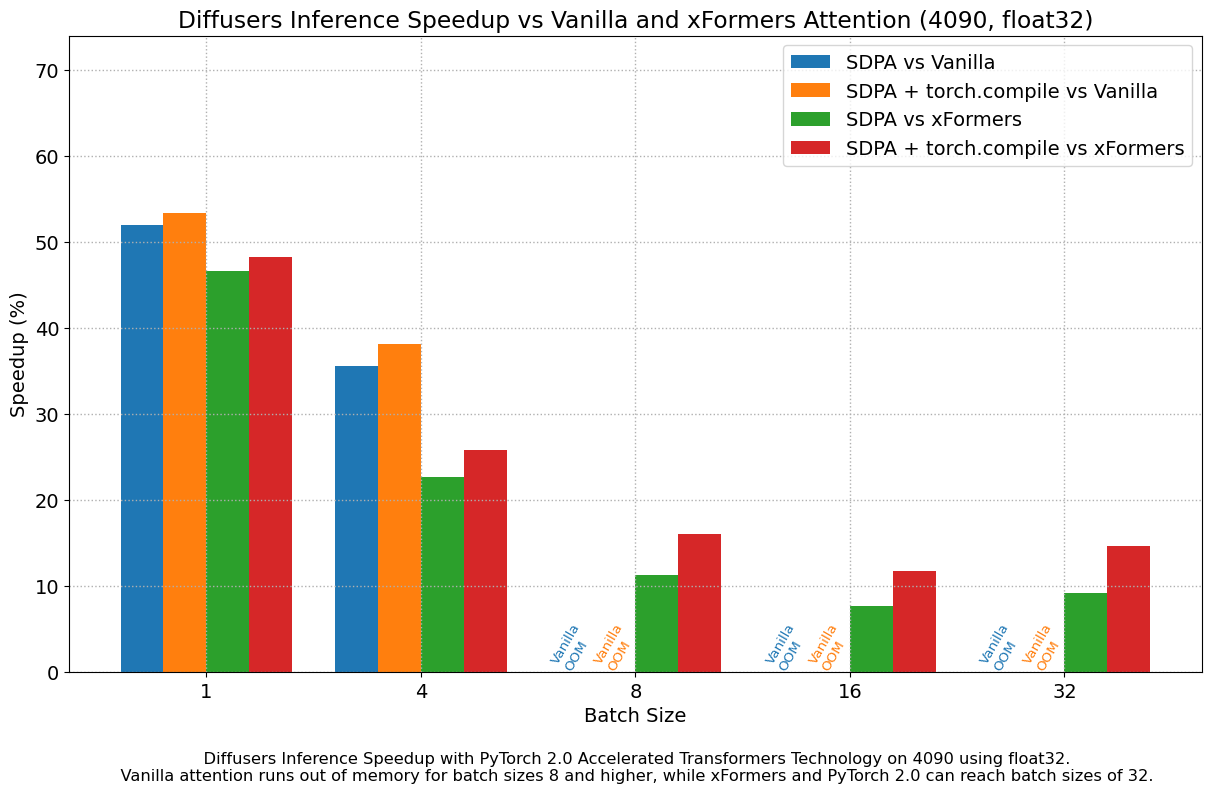 Diffusers Inference Speedup vs Vanilla and xFormers Attention (4090, float32)
SDPA vs Vanilla
SDPA + torch.compile vs Vanilla
SDPA vs xFormers
SDPA + torch.compile vs xFormers
Speedup (%)
70
60
50
40
30
20
10
0
Vanilla
OOM
Vanilla
OOM
Vanilla
OOM
Vanilla
OOM
Vanilla
OOM
Vanilla
OOM
1 4 8 16 32
Batch Size
Diffusers Inference Speedup with PyTorch 2.0 Accelerated Transformers Technology on 4090 using float32.
Vanilla attention runs out of memory for batch sizes 8 and higher, while xFormers and PyTorch 2.0 can reach batch sizes of 32.